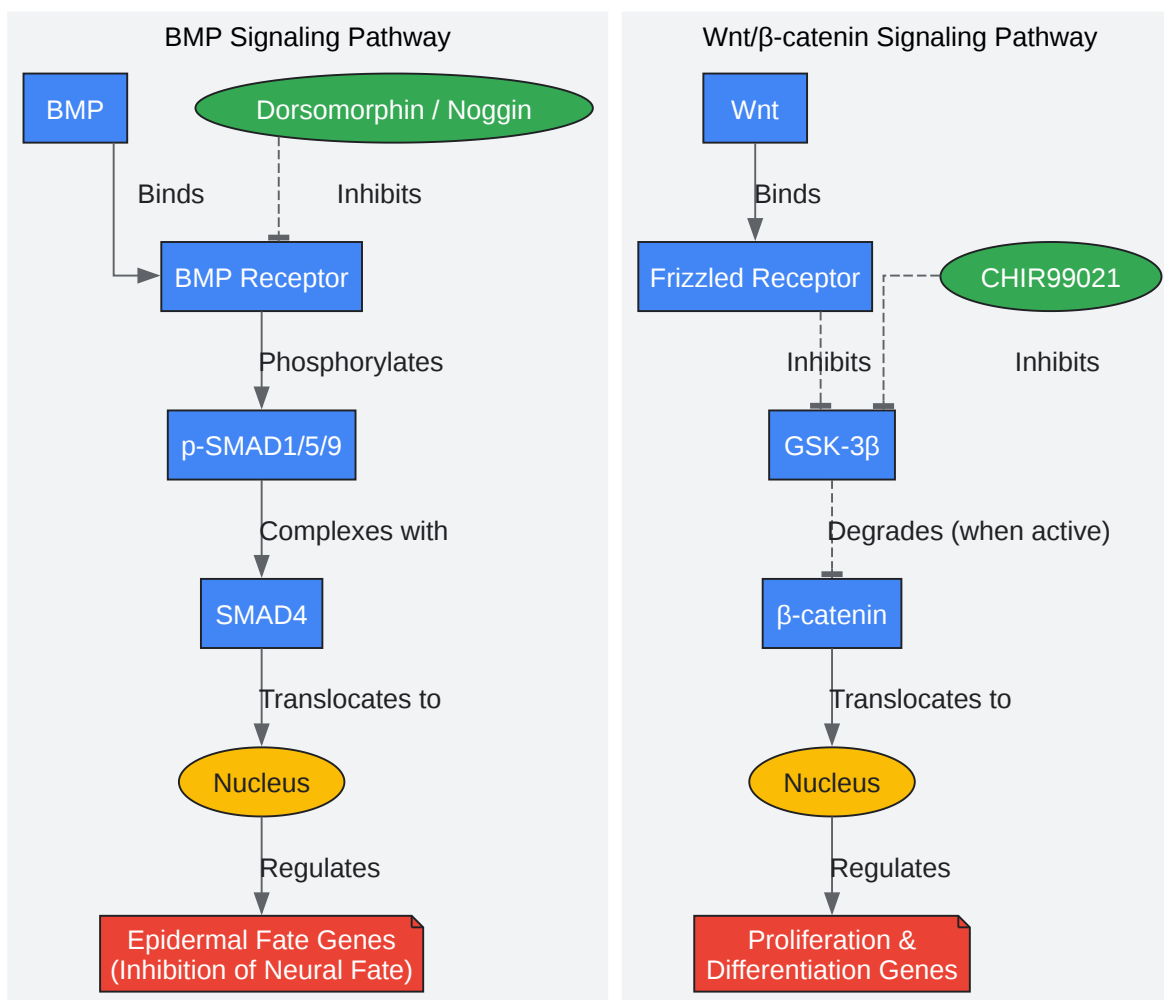 BMP Signaling Pathway
BMP
Dorsomorphin / Noggin
Binds
Inhibits
BMP Receptor
Phosphorylates
p-SMAD1/5/9
Complexes with
SMAD4
Translocates to
Nucleus
Regulates
Epidermal Fate Genes
(Inhibition of Neural Fate)
Wnt/β-catenin Signaling Pathway
Wnt
Binds
Frizzled Receptor
CHIR99021
Inhibits
Inhibits
GSK-3β
Degrades (when active)
β-catenin
Translocates to
Nucleus
Regulates
Proliferation &
Differentiation Genes